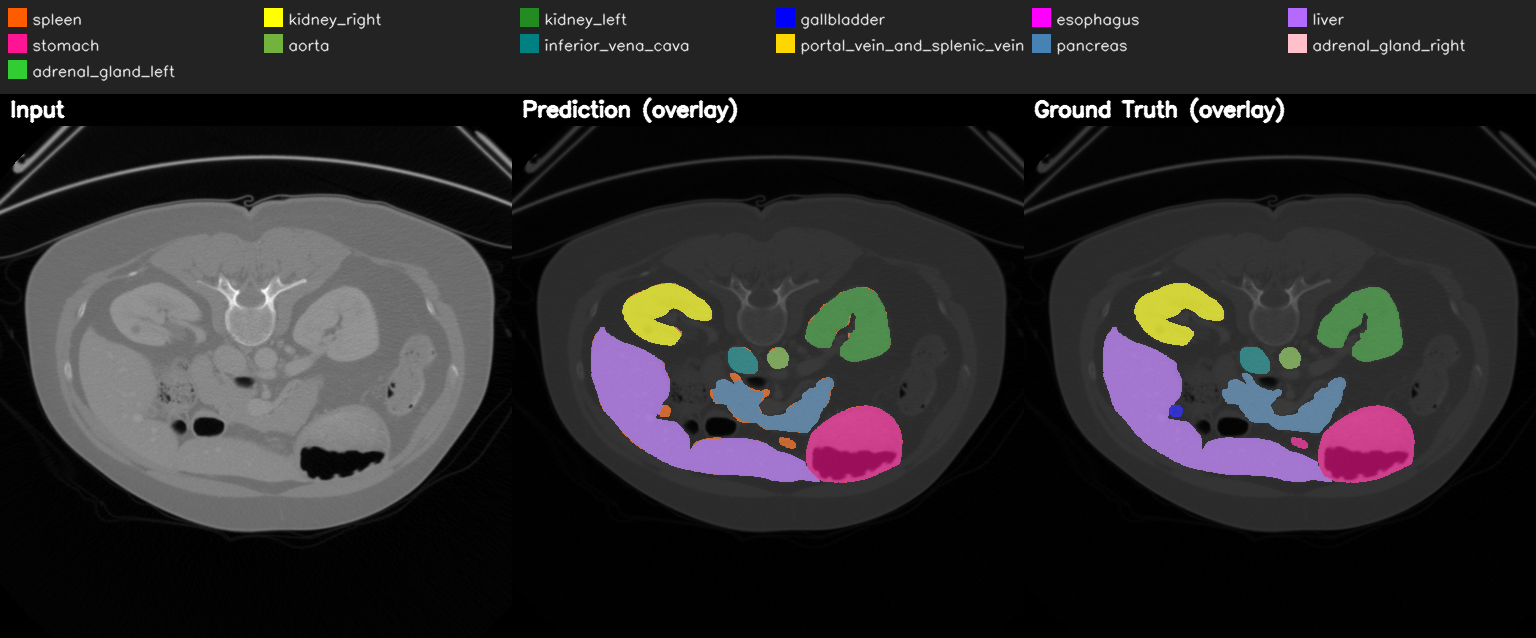 spleen kidney_right kidney_left gallbladder esophagus liver
stomach aorta inferior_vena_cava portal_vein_and_splenic_vein pancreas adrenal_gland_right
adrenal_gland_left
Input Prediction (overlay) Ground Truth (overlay)